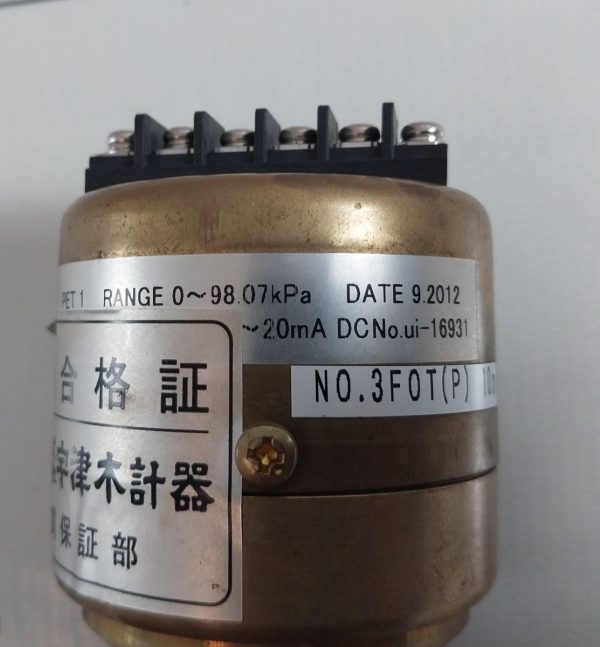 PET 1 RANGE 0～98.07kPa DATE 9.2012
～20mA DC No.ui-16931
NO.3FOT(P) 10
合格証
宇津木計器
保証部